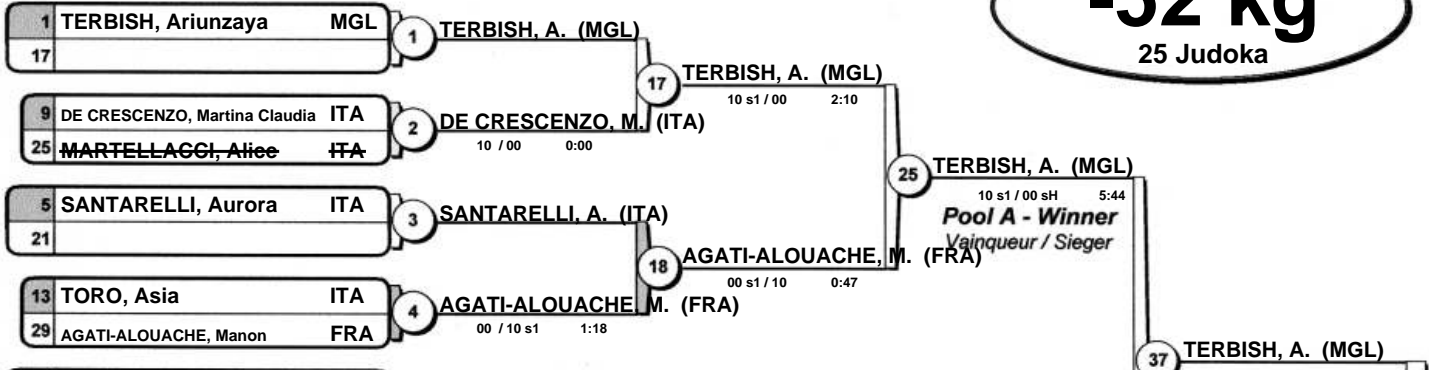 -52 kg
25 Judoka
1 TERBISH, Ariunzaya MGL
17
1 TERBISH, A. (MGL)
9 DE CRESCENZO, Martina Claudia ITA
25 MARTELLACCI, Alice ITA
2 DE CRESCENZO, M. (ITA)
10 / 00 0:00
17 TERBISH, A. (MGL)
10 s1 / 00 2:10
5 SANTARELLI, Aurora ITA
21
3 SANTARELLI, A. (ITA)
13 TORO, Asia ITA
29 AGATI-ALOUACHE, Manon FRA
4 AGATI-ALOUACHE, M. (FRA)
00 / 10 s1 1:18
18 AGATI-ALOUACHE, M. (FRA)
00 s1 / 10 0:47
25 TERBISH, A. (MGL)
10 s1 / 00 sH 5:44
Pool A - Winner
Vainqueur / Sieger
37 TERBISH, A. (MGL)